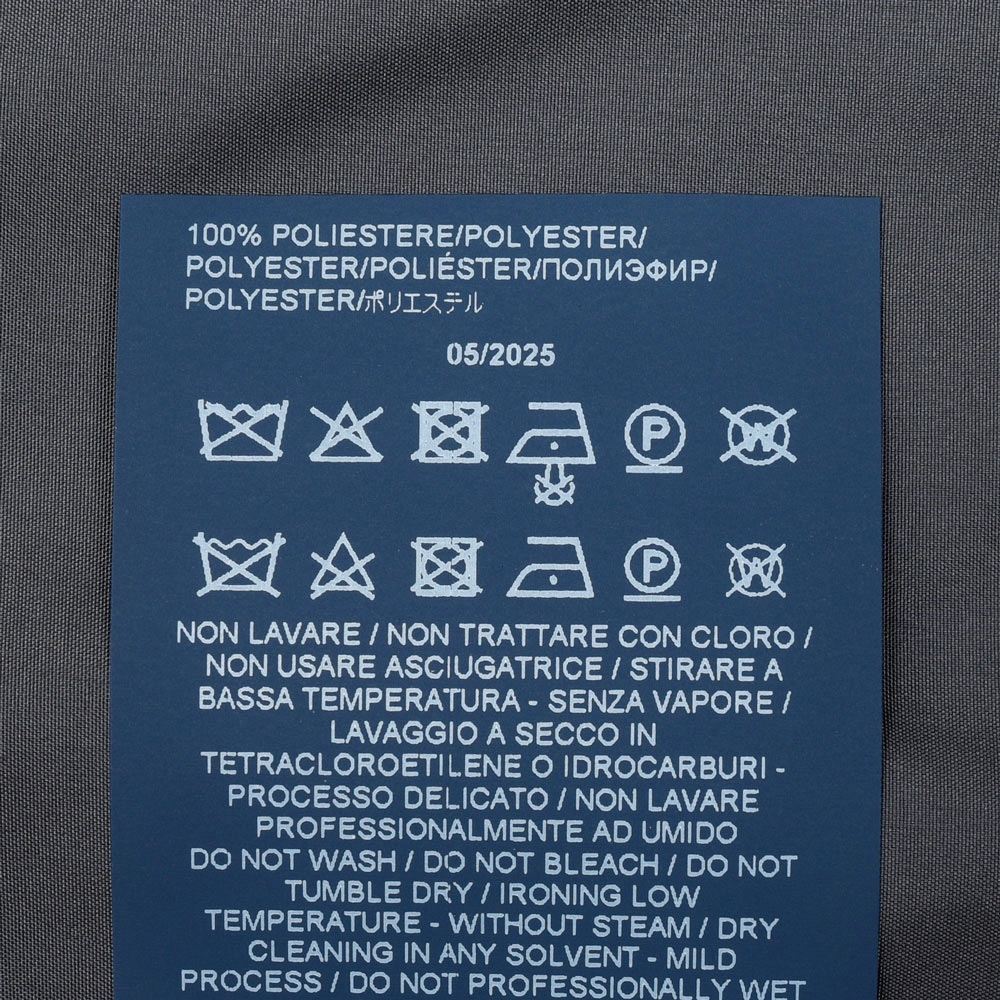 100% POLIESTERE/POLYESTER/
POLYESTER/POLIÉSTER/ПОЛИЭФИР/
POLYESTER/ポリエステル
05/2025
P W
P W
NON LAVARE / NON TRATTARE CON CLORO /
NON USARE ASCIUGATRICE / STIRARE A
BASSA TEMPERATURA - SENZA VAPORE /
LAVAGGIO A SECCO IN
TETRACLOROETILENE O IDROCARBURI -
PROCESSO DELICATO / NON LAVARE
PROFESSIONALMENTE AD UMIDO
DO NOT WASH / DO NOT BLEACH / DO NOT
TUMBLE DRY / IRONING LOW
TEMPERATURE - WITHOUT STEAM / DRY
CLEANING IN ANY SOLVENT - MILD
PROCESS / DO NOT PROFESSIONALLY WET